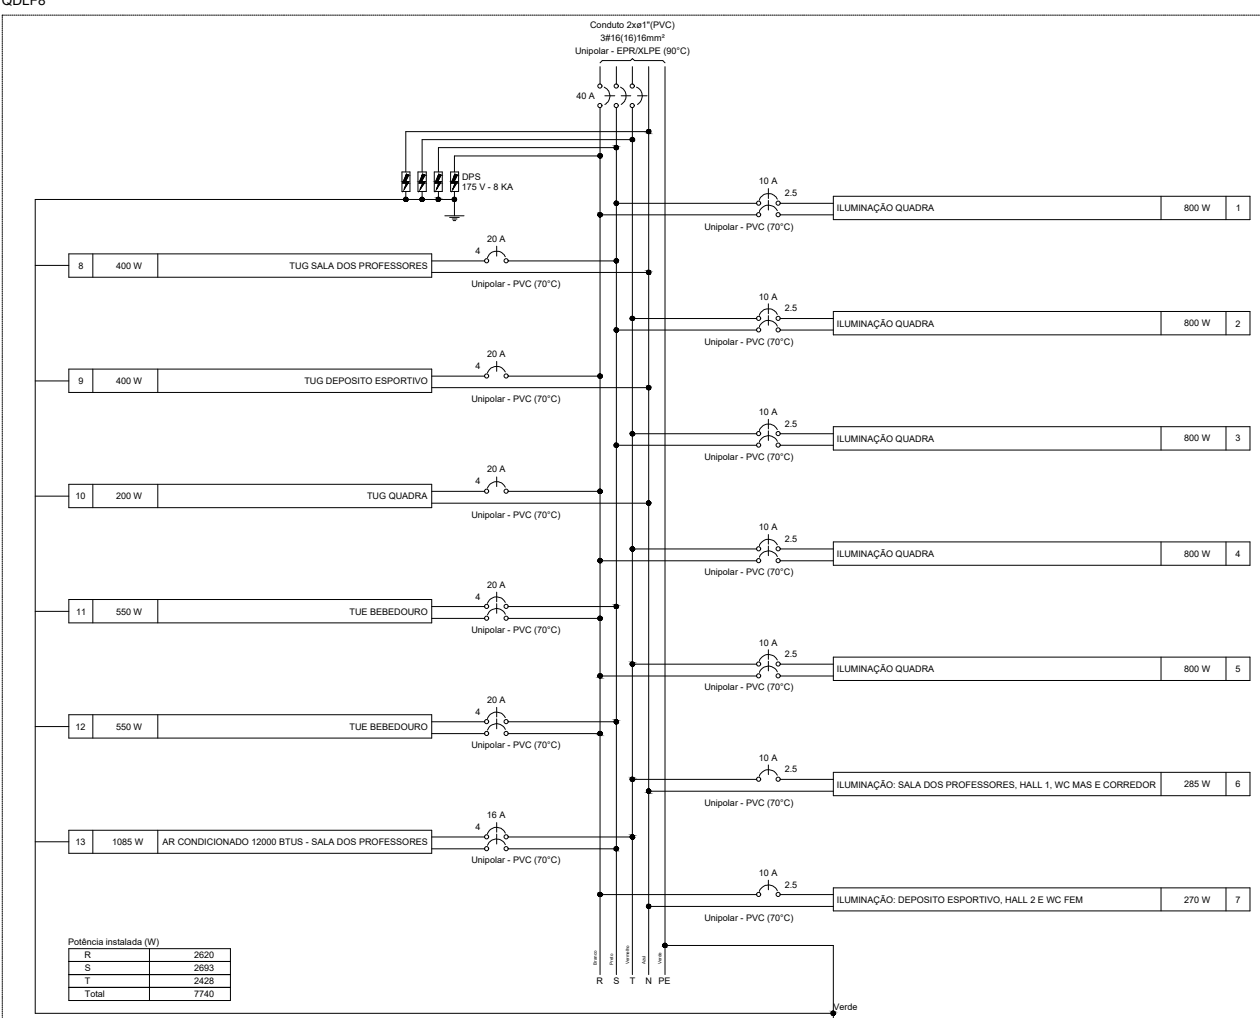 QDLF8
Conduto 2xø1"(PVC)
3#16(16)16mm²
Unipolar - EPR/XLPE (90°C)
40 A
DPS
175 V - 8 KA
10 A
2.5
ILUMINAÇÃO QUADRA 800 W 1
Unipolar - PVC (70°C)
20 A
4
8 400 W TUG SALA DOS PROFESSORES
Unipolar - PVC (70°C)
10 A
2.5
ILUMINAÇÃO QUADRA 800 W 2
Unipolar - PVC (70°C)
20 A
4
9 400 W TUG DEPOSITO ESPORTIVO
Unipolar - PVC (70°C)
10 A
2.5
ILUMINAÇÃO QUADRA 800 W 3
Unipolar - PVC (70°C)
20 A
4
10 200 W TUG QUADRA
Unipolar - PVC (70°C)
10 A
2.5
ILUMINAÇÃO QUADRA 800 W 4
Unipolar - PVC (70°C)
20 A
4
11 550 W TUE BEBEDOURO
Unipolar - PVC (70°C)
10 A
2.5
ILUMINAÇÃO QUADRA 800 W 5
Unipolar - PVC (70°C)
20 A
4
12 550 W TUE BEBEDOURO
Unipolar - PVC (70°C)
10 A
2.5
ILUMINAÇÃO: SALA DOS PROFESSORES, HALL 1, WC MAS E CORREDOR 285 W 6
Unipolar - PVC (70°C)
16 A
4
13 1085 W AR CONDICIONADO 12000 BTUS - SALA DOS PROFESSORES
Unipolar - PVC (70°C)
10 A
2.5
ILUMINAÇÃO: DEPOSITO ESPORTIVO, HALL 2 E WC FEM 270 W 7
Unipolar - PVC (70°C)
Potência instalada (W)
R 2620
S 2693
T 2428
Total 7740
Branco Preto Vermelho Azul Verde
R S T N PE
Verde